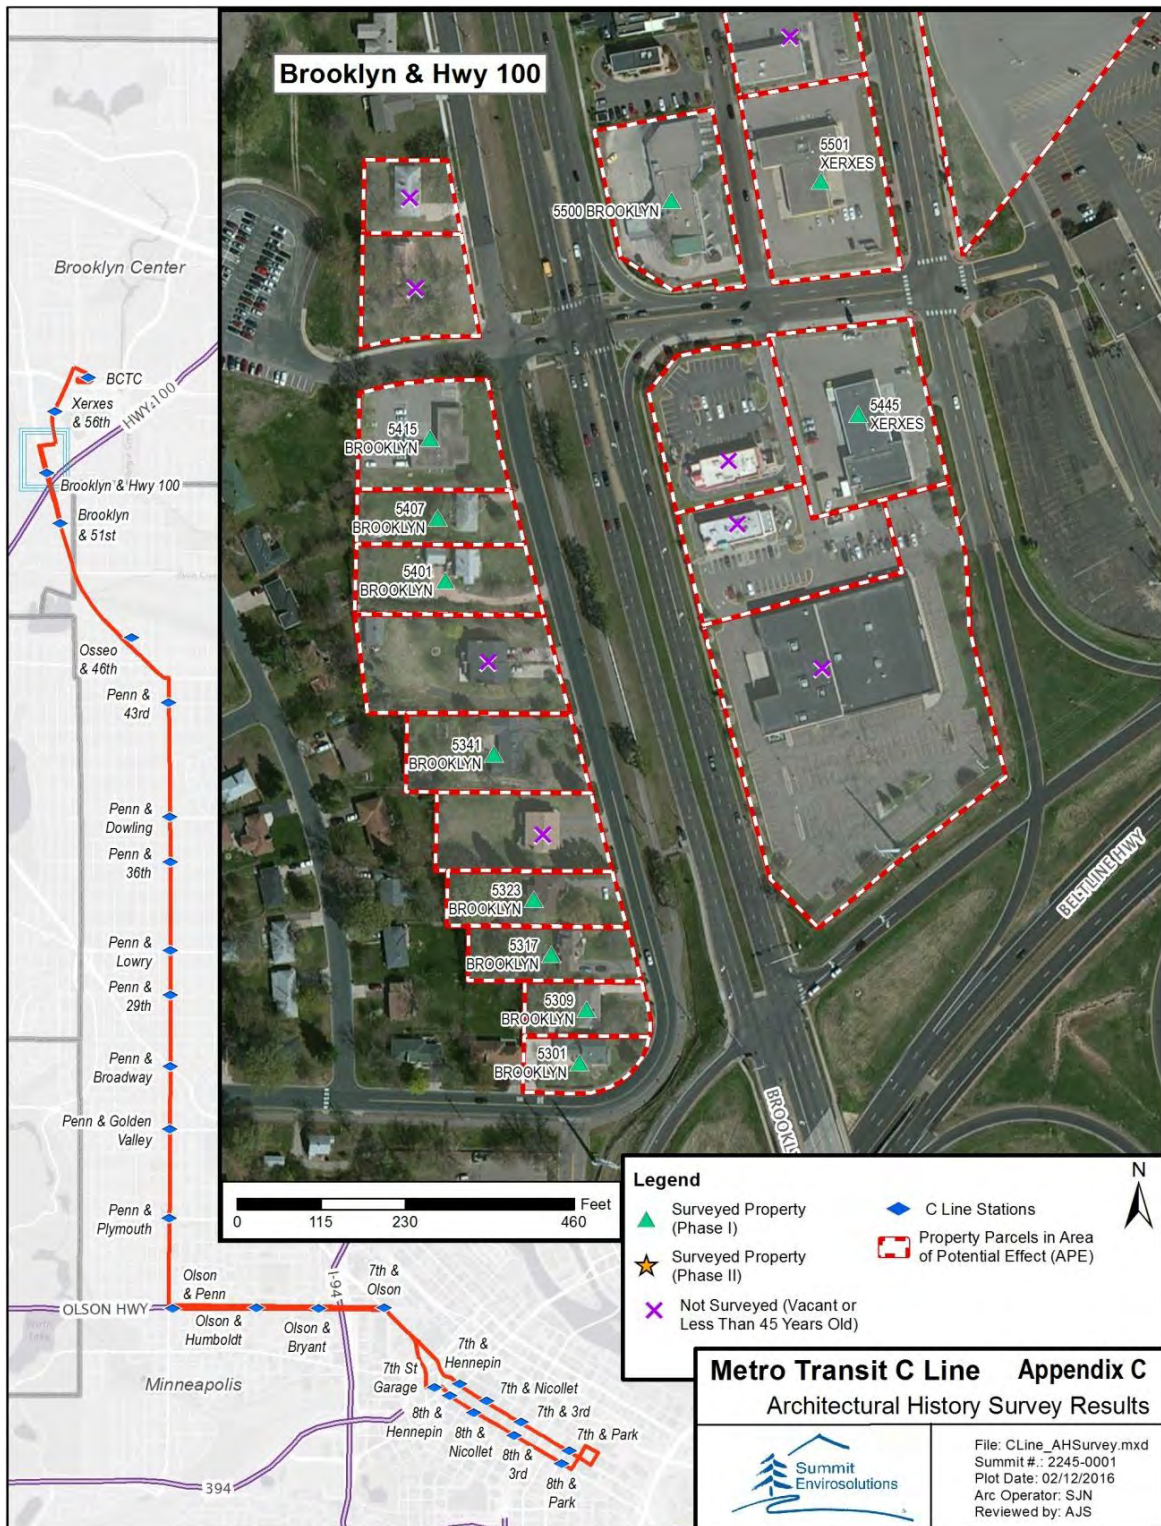 Brooklyn & Hwy 100
5501
XERXES
5500 BROOKLYN
5415
BROOKLYN
5445
XERXES
5407
BROOKLYN
5401
BROOKLYN
5341
BROOKLYN
5323
BROOKLYN
5317
BROOKLYN
5309
BROOKLYN
5301
BROOKLYN
BELTLINE HWY
Brooklyn Center
BCTC
HWY 100
Xerxes
& 56th
Brooklyn & Hwy 100
Brooklyn
& 51st
Osseo
& 46th
Penn &
43rd
Penn &
Dowling
Penn &
36th
Penn &
Lowry
Penn &
29th
Penn &
Broadway
Penn & Golden
Valley
Penn &
Plymouth
Olson
& Penn
OLSON HWY
Olson &
Humboldt
Olson &
Bryant
I-94
7th &
Olson
Minneapolis
7th &
Hennepin
7th St
Garage
7th & Nicollet
7th & 3rd
7th & Park
8th &
Hennepin
8th &
Nicollet
8th &
3rd
8th &
Park
394
0 115 230 460 Feet
Legend
Surveyed Property
(Phase I)
Surveyed Property
(Phase II)
Not Surveyed (Vacant or
Less Than 45 Years Old)
C Line Stations
Property Parcels in Area
of Potential Effect (APE)
N
Metro Transit C Line Appendix C
Architectural History Survey Results
Summit
Envirosolutions
File: CLine_AHSurvey.mxd
Summit #.: 2245-0001
Plot Date: 02/12/2016
Arc Operator: SJN
Reviewed by: AJS